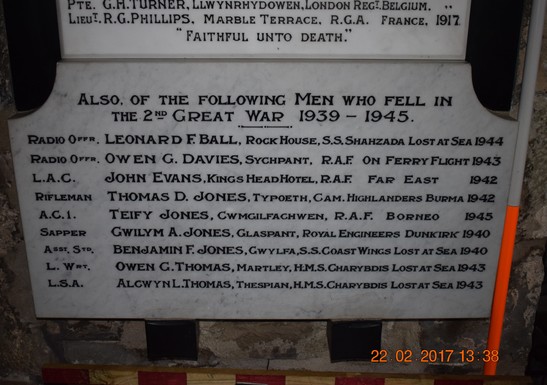 PTE. G.H. TURNER, LLWYNRHYDOWEN, LONDON REGT. BELGIUM. "
LIEUT. R.G. PHILLIPS, MARBLE TERRACE, R.G.A. FRANCE, 1917.
"FAITHFUL UNTO DEATH."
ALSO, OF THE FOLLOWING MEN WHO FELL IN
THE 2ND GREAT WAR 1939 – 1945.
RADIO OFFR. LEONARD F. BALL, ROCK HOUSE, S.S. SHAHZADA LOST AT SEA 1944
RADIO OFFR. OWEN G. DAVIES, SYCHPANT, R.A.F. ON FERRY FLIGHT 1943
L.A.C. JOHN EVANS, KINGS HEAD HOTEL, R.A.F. FAR EAST 1942
RIFLEMAN THOMAS D. JONES, TYPOETH, CAM. HIGHLANDERS BURMA 1942
A.C.1. TEIFY JONES, CWMGILFACHWEN, R.A.F. BORNEO 1945
SAPPER GWILYM A. JONES, GLASPANT, ROYAL ENGINEERS DUNKIRK 1940
ASST. STD. BENJAMIN F. JONES, GWYLFA, S.S. COAST WINGS LOST AT SEA 1940
L. WRT. OWEN G. THOMAS, MARTLEY, H.M.S. CHARYBDIS LOST AT SEA 1943
L.S.A. ALCWYN L. THOMAS, THESPIAN, H.M.S. CHARYBDIS LOST AT SEA 1943
22 02 2017 13 38